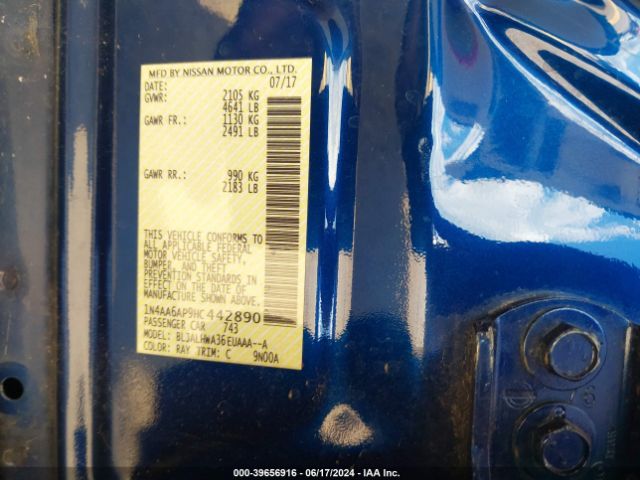 MFD BY NISSAN MOTOR CO., LTD.
DATE: 07/17
GVWR: 2105 KG
4641 LB
GAWR FR.: 1130 KG
2491 LB
GAWR RR.: 990 KG
2183 LB
THIS VEHICLE CONFORMS TO
ALL APPLICABLE FEDERAL
MOTOR VEHICLE SAFETY,
BUMPER, AND THEFT
PREVENTION STANDARDS IN
EFFECT ON THE DATE OF
MANUFACTURE SHOWN ABOVE.
1N4AA6AP9HC442890
PASSENGER CAR 743
MODEL: BL3ALHWA36EUAAA--A
COLOR: RAY TRIM: C 9N00A
000-39656916 - 06/17/2024 - IAA Inc.